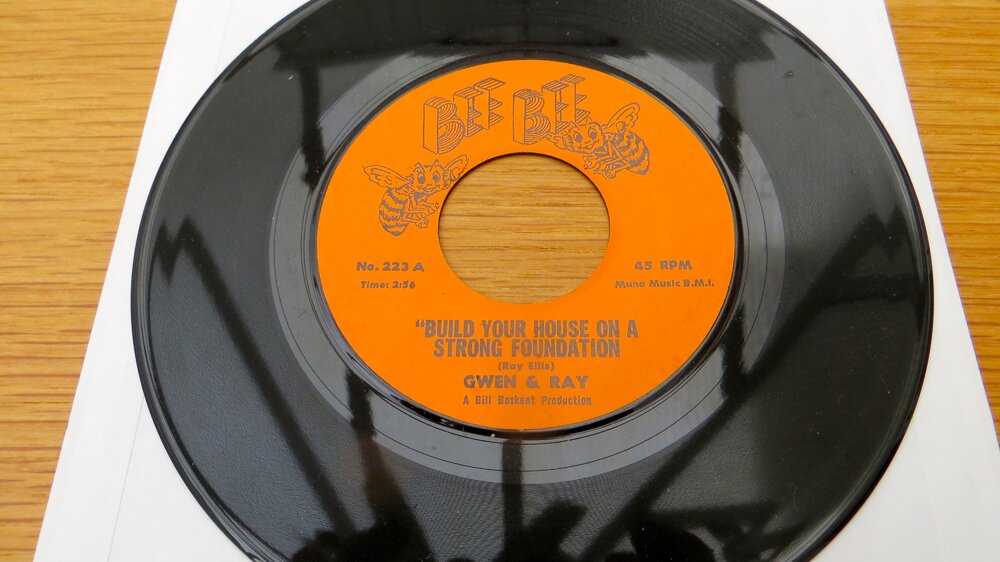 BEE BEE
No. 223 A
45 RPM
Time: 2:56
Mune Music B.M.I.
"BUILD YOUR HOUSE ON A
STRONG FOUNDATION
(Ray Ellis)
GWEN & RAY
A Bill Boskent Production